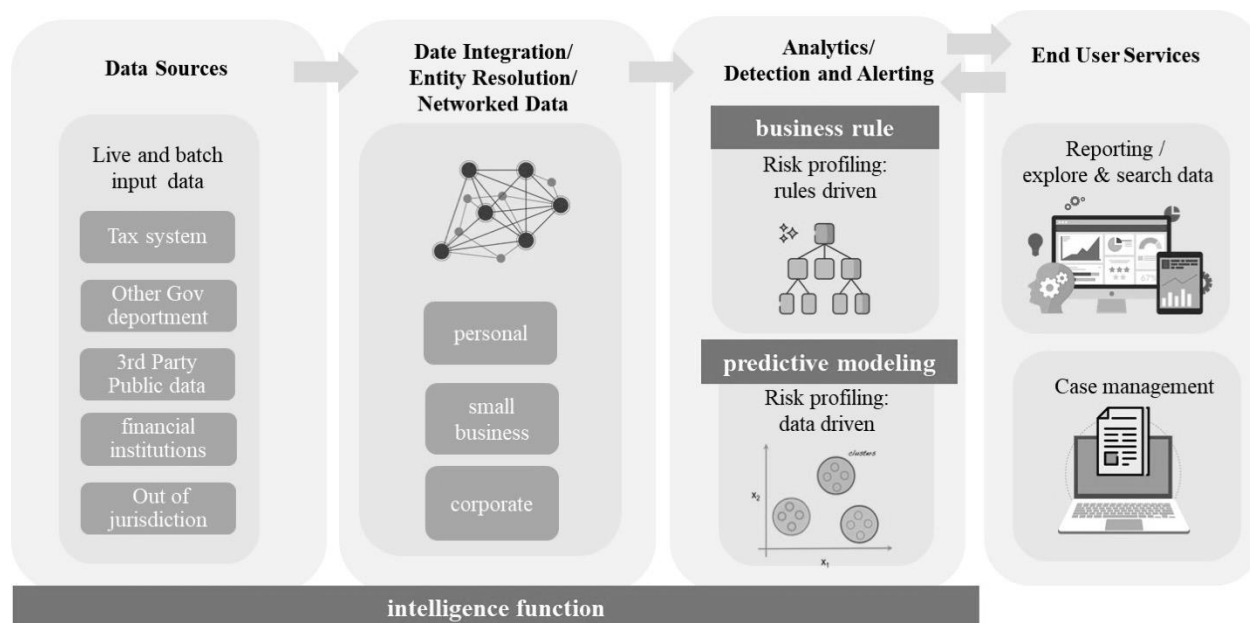 Data Sources
Live and batch
input data
Tax system
Other Gov
deportment
3rd Party
Public data
financial
institutions
Out of
jurisdiction
Date Integration/
Entity Resolution/
Networked Data
personal
small
business
corporate
Analytics/
Detection and Alerting
business rule
Risk profiling:
rules driven
predictive modeling
Risk profiling:
data driven
clusters
x2
x1
End User Services
Reporting /
explore & search data
67%
Case management
intelligence function